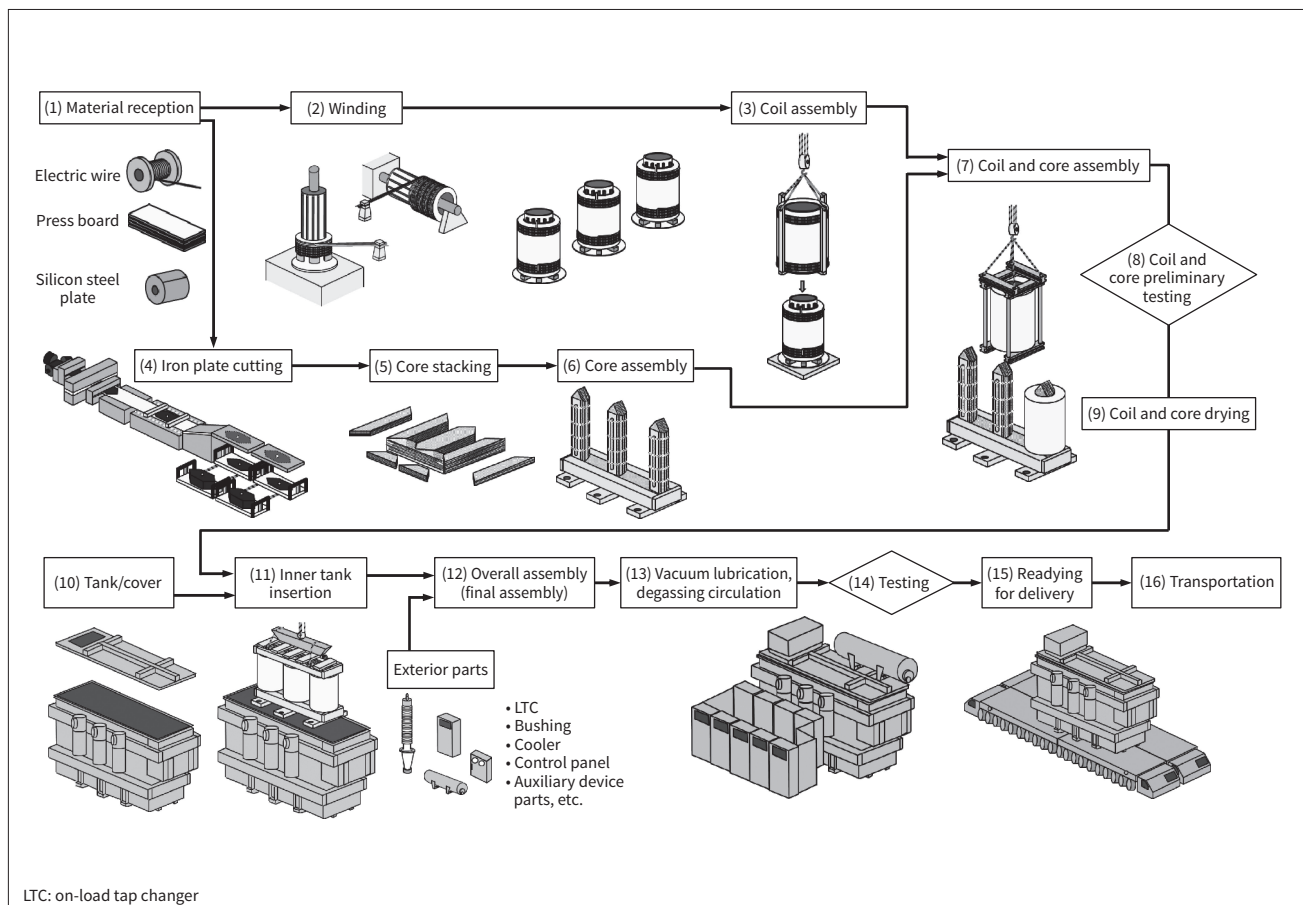 (1) Material reception
(2) Winding
(3) Coil assembly
(7) Coil and core assembly
Electric wire
Press board
Silicon steel
plate
(8) Coil and
core preliminary
testing
(4) Iron plate cutting
(5) Core stacking
(6) Core assembly
(9) Coil and core drying
(10) Tank/cover
(11) Inner tank
insertion
(12) Overall assembly
(final assembly)
(13) Vacuum lubrication,
degassing circulation
(14) Testing
(15) Readying
for delivery
(16) Transportation
Exterior parts
• LTC
• Bushing
• Cooler
• Control panel
• Auxiliary device
parts, etc.
LTC: on-load tap changer